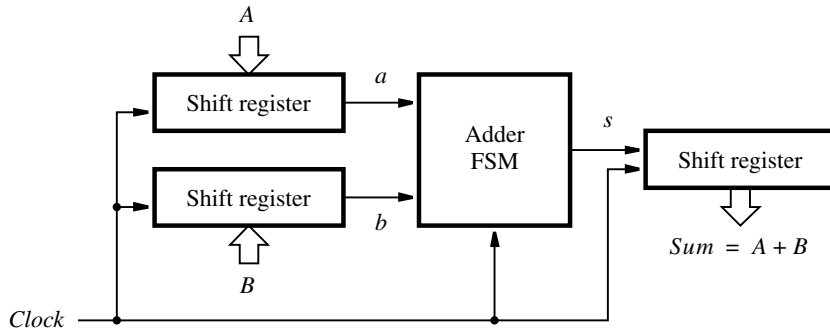 A
Shift register
a
Adder
FSM
s
Shift register
Shift register
b
B
Sum = A + B
Clock